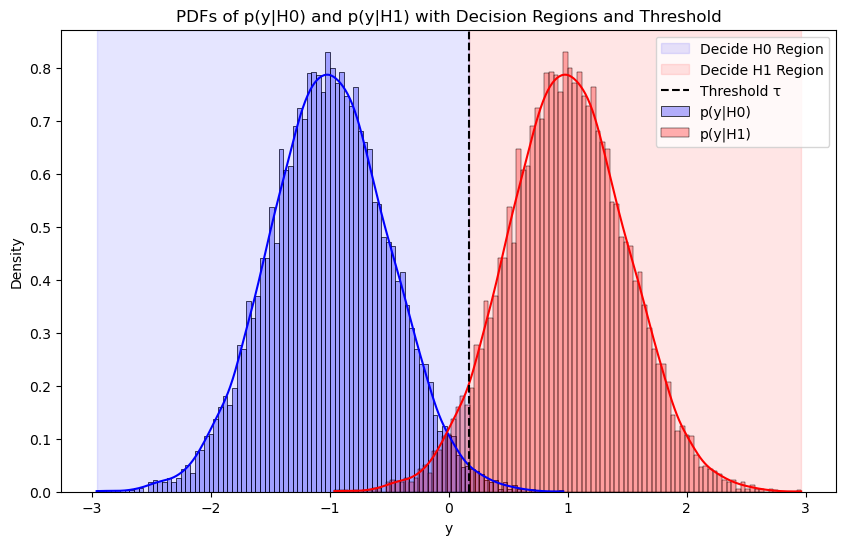 PDFs of p(y|H0) and p(y|H1) with Decision Regions and Threshold
Decide H0 Region
Decide H1 Region
Threshold τ
p(y|H0)
p(y|H1)
Density
0.8
0.7
0.6
0.5
0.4
0.3
0.2
0.1
0.0
−3
−2
−1
0
1
2
3
y